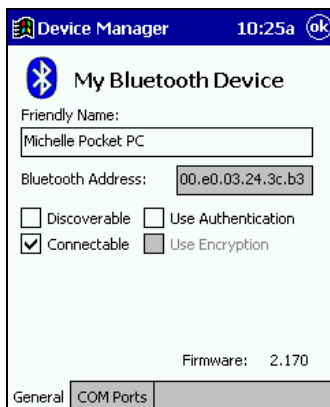 Device Manager 10:25a ok
My Bluetooth Device
Friendly Name:
Michelle Pocket PC
Bluetooth Address: 00.e0.03.24.3c.b3
Discoverable Use Authentication
Connectable Use Encryption
Firmware: 2.170
General COM Ports